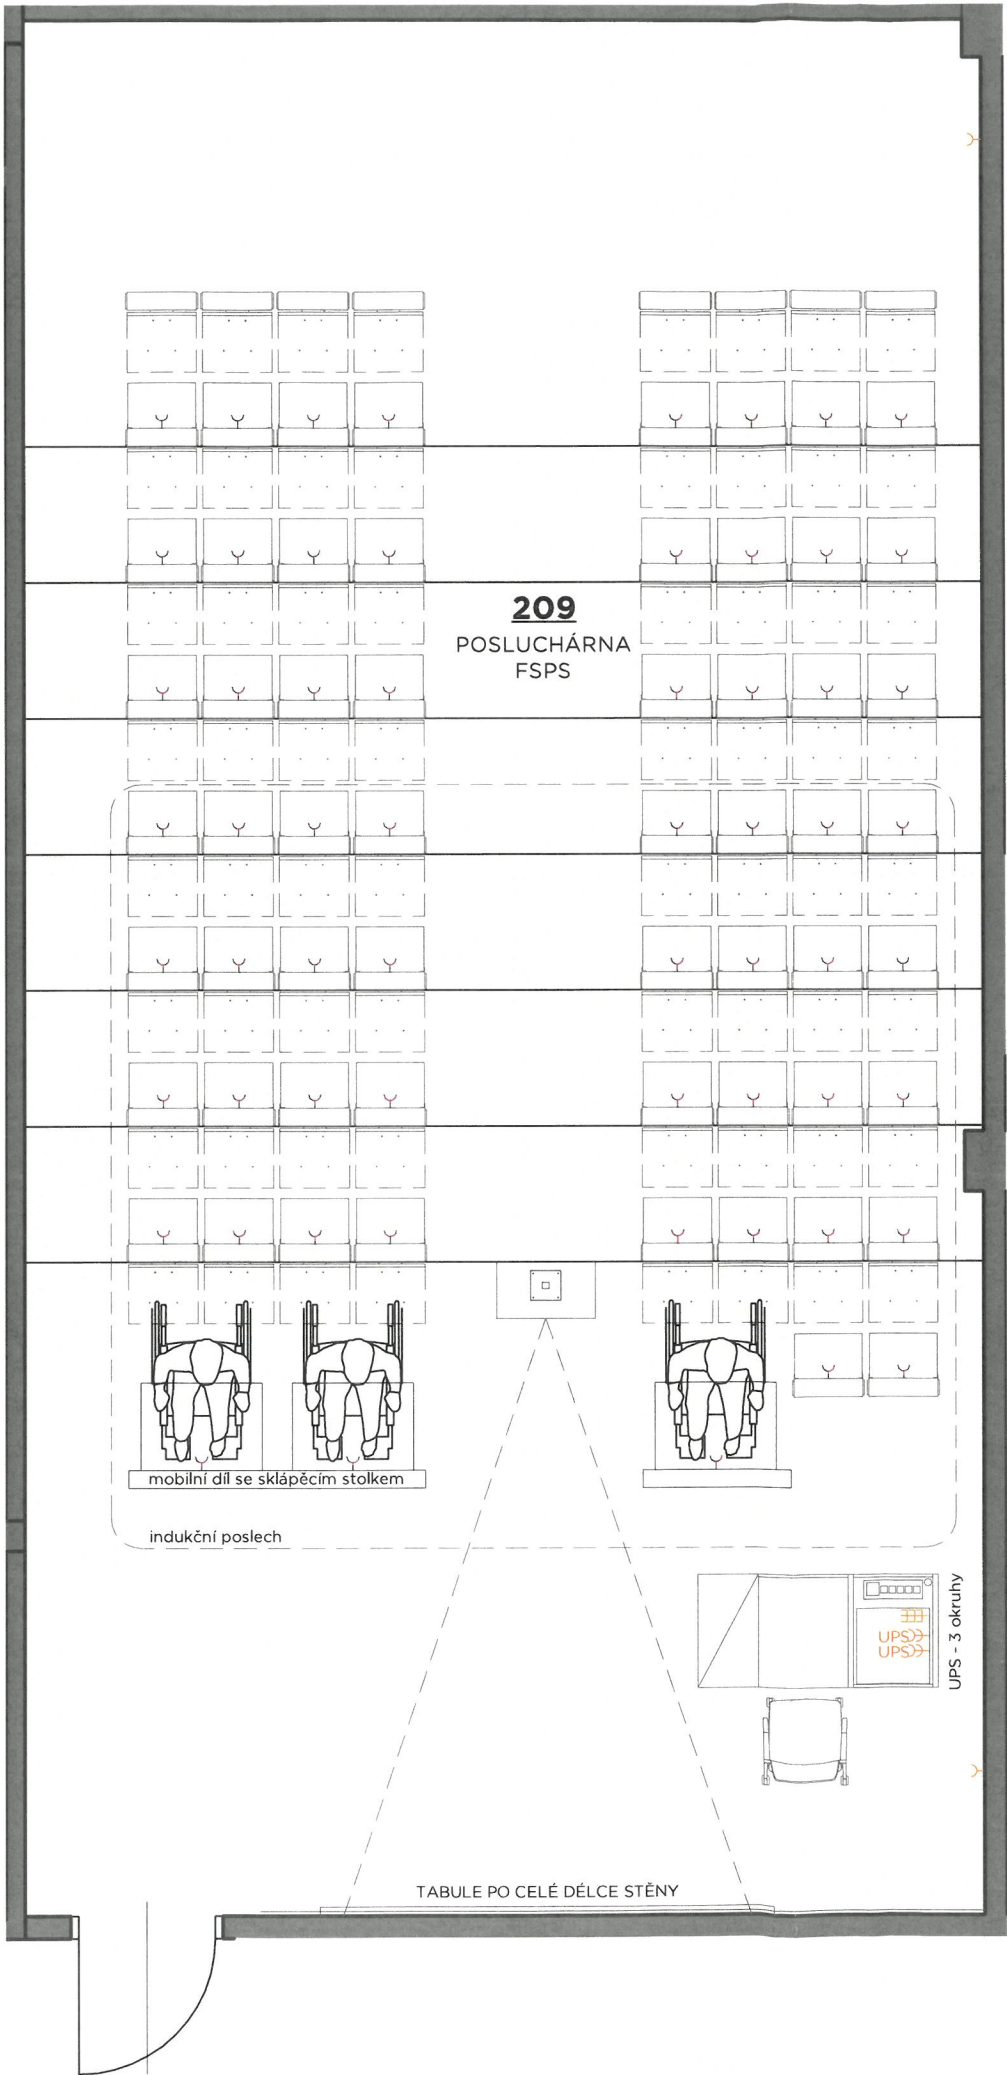 209
POSLUCHÁRNA
FSPS
mobilní díl se sklápěcím stolkem
indukční poslech
UPS
UPS
UPS - 3 okruhy
TABULE PO CELÉ DÉLCE STĚNY